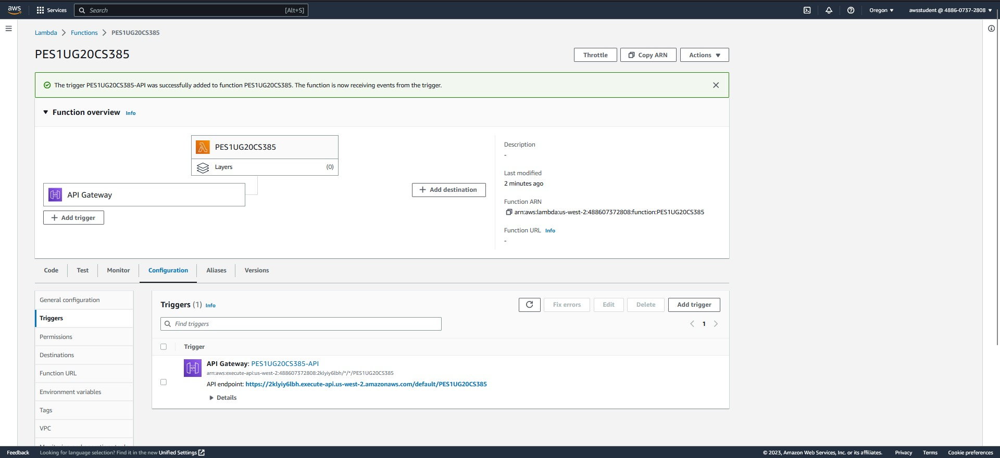 aws Services Search [Alt+S] Oregon ▼ awsstudent @ 4886-0737-2808 ▼
Lambda > Functions > PES1UG20CS385
PES1UG20CS385
Throttle Copy ARN Actions ▼
The trigger PES1UG20CS385-API was successfully added to function PES1UG20CS385. The function is now receiving events from the trigger.
▼ Function overview Info
PES1UG20CS385
Layers (0)
API Gateway
+ Add trigger
+ Add destination
Description
-
Last modified
2 minutes ago
Function ARN
arn:aws:lambda:us-west-2:488607372808:function:PES1UG20CS385
Function URL Info
-
Code Test Monitor Configuration Aliases Versions
General configuration
Triggers
Permissions
Destinations
Function URL
Environment variables
Tags
VPC
Triggers (1) Info
Fix errors Edit Delete Add trigger
Find triggers
< 1 >
Trigger
API Gateway: PES1UG20CS385-API
arn:aws:execute-api:us-west-2:488607372808:2klyiy6lbh/*/*/PES1UG20CS385
API endpoint: https://2klyiy6lbh.execute-api.us-west-2.amazonaws.com/default/PES1UG20CS385
▶ Details
Feedback Looking for language selection? Find it in the new Unified Settings © 2023, Amazon Web Services, Inc. or its affiliates. Privacy Terms Cookie preferences